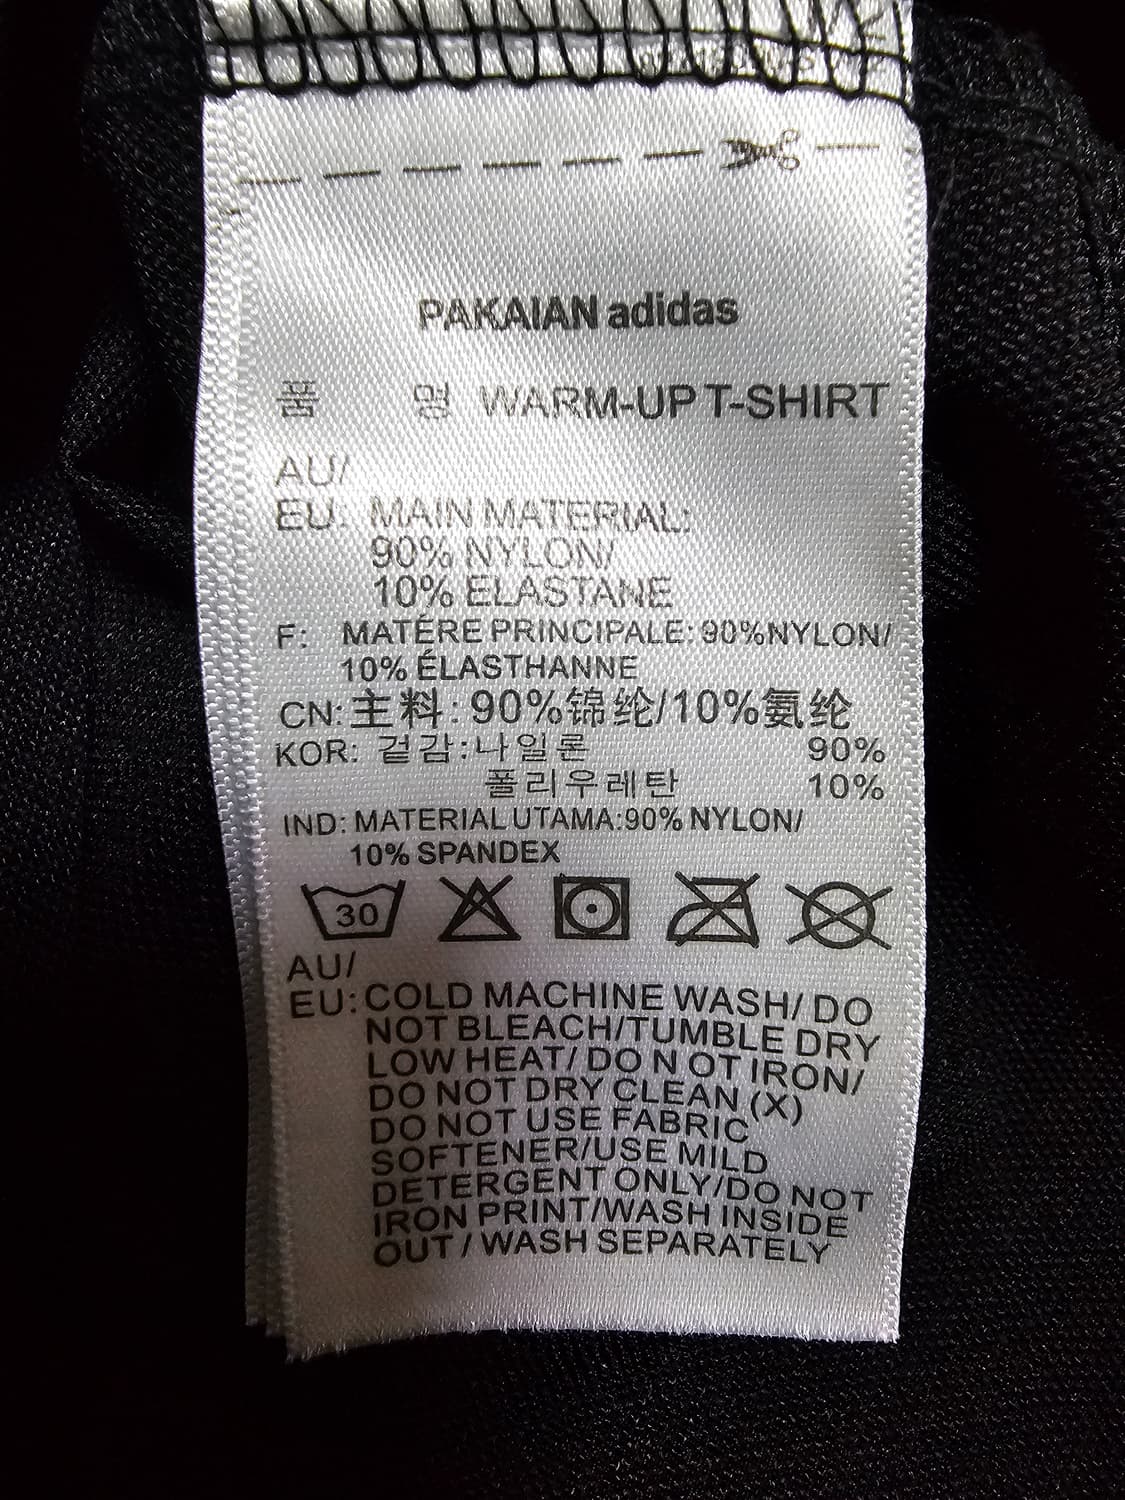 PAKAIAN adidas
품 명 WARM-UP T-SHIRT
AU/
EU: MAIN MATERIAL:
90% NYLON/
10% ELASTANE
F: MATÉRE PRINCIPALE: 90%NYLON/
10% ÉLASTHANNE
CN: 主料: 90%锦纶/10%氨纶
KOR: 겉감:나일론 90%
폴리우레탄 10%
IND: MATERIAL UTAMA:90% NYLON/
10% SPANDEX
30
AU/
EU: COLD MACHINE WASH/ DO
NOT BLEACH/TUMBLE DRY
LOW HEAT/ DO N OT IRON/
DO NOT DRY CLEAN (X)
DO NOT USE FABRIC
SOFTENER/USE MILD
DETERGENT ONLY/DO NOT
IRON PRINT/WASH INSIDE
OUT / WASH SEPARATELY